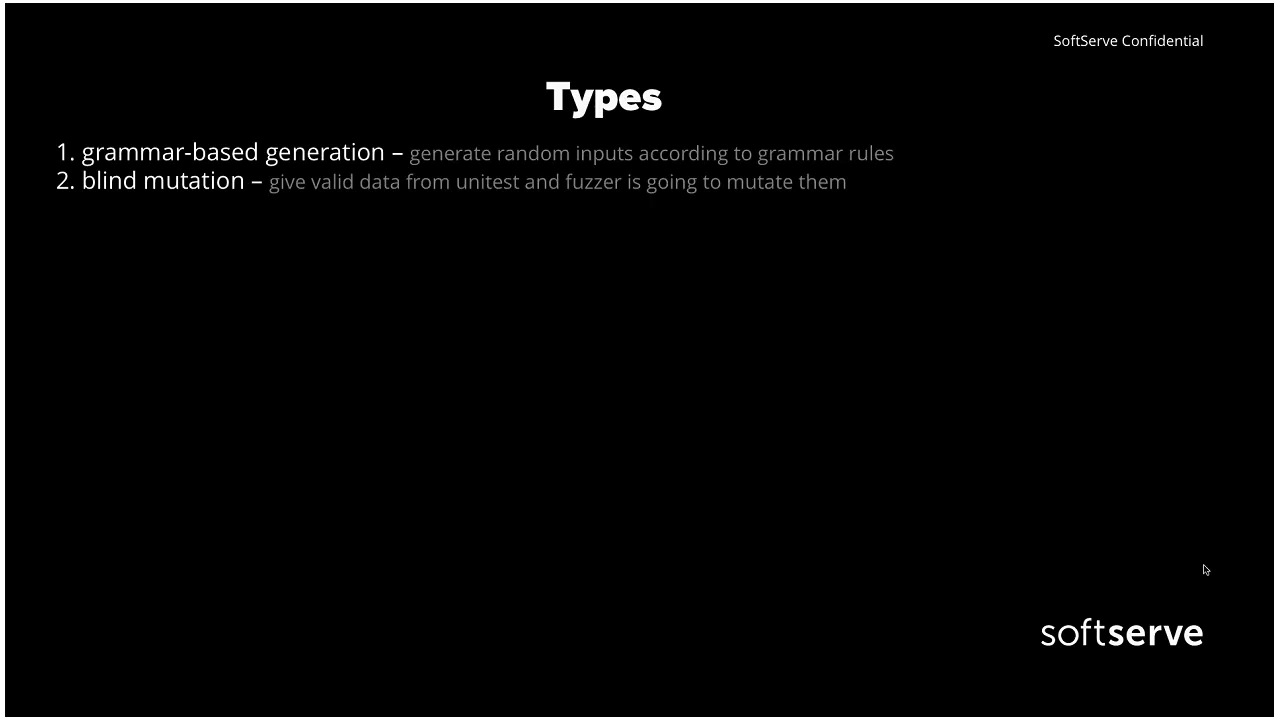 SoftServe Confidential
Types
1. grammar-based generation – generate random inputs according to grammar rules
2. blind mutation – give valid data from unitest and fuzzer is going to mutate them
softserve